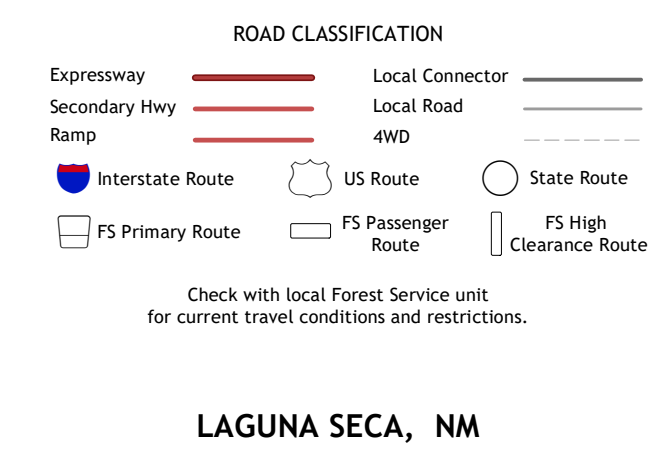 ROAD CLASSIFICATION
Expressway
Local Connector
Secondary Hwy
Local Road
Ramp
4WD
Interstate Route
US Route
State Route
FS Primary Route
FS Passenger
Route
FS High
Clearance Route
Check with local Forest Service unit
for current travel conditions and restrictions.
LAGUNA SECA, NM